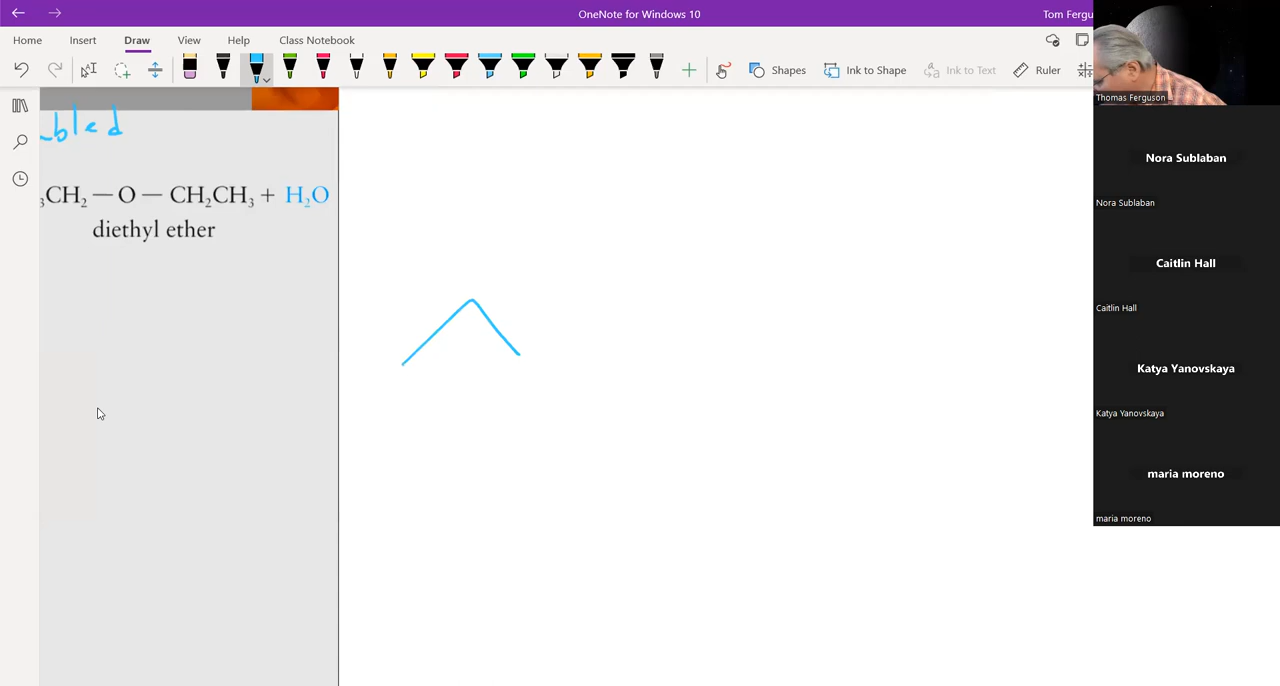 OneNote for Windows 10
Tom Fergu
Home Insert Draw View Help Class Notebook
Shapes Ink to Shape Ink to Text Ruler
bled
₃CH₂ — O — CH₂CH₃ + H₂O
diethyl ether
Thomas Ferguson
Nora Sublaban
Nora Sublaban
Caitlin Hall
Caitlin Hall
Katya Yanovskaya
Katya Yanovskaya
maria moreno
maria moreno